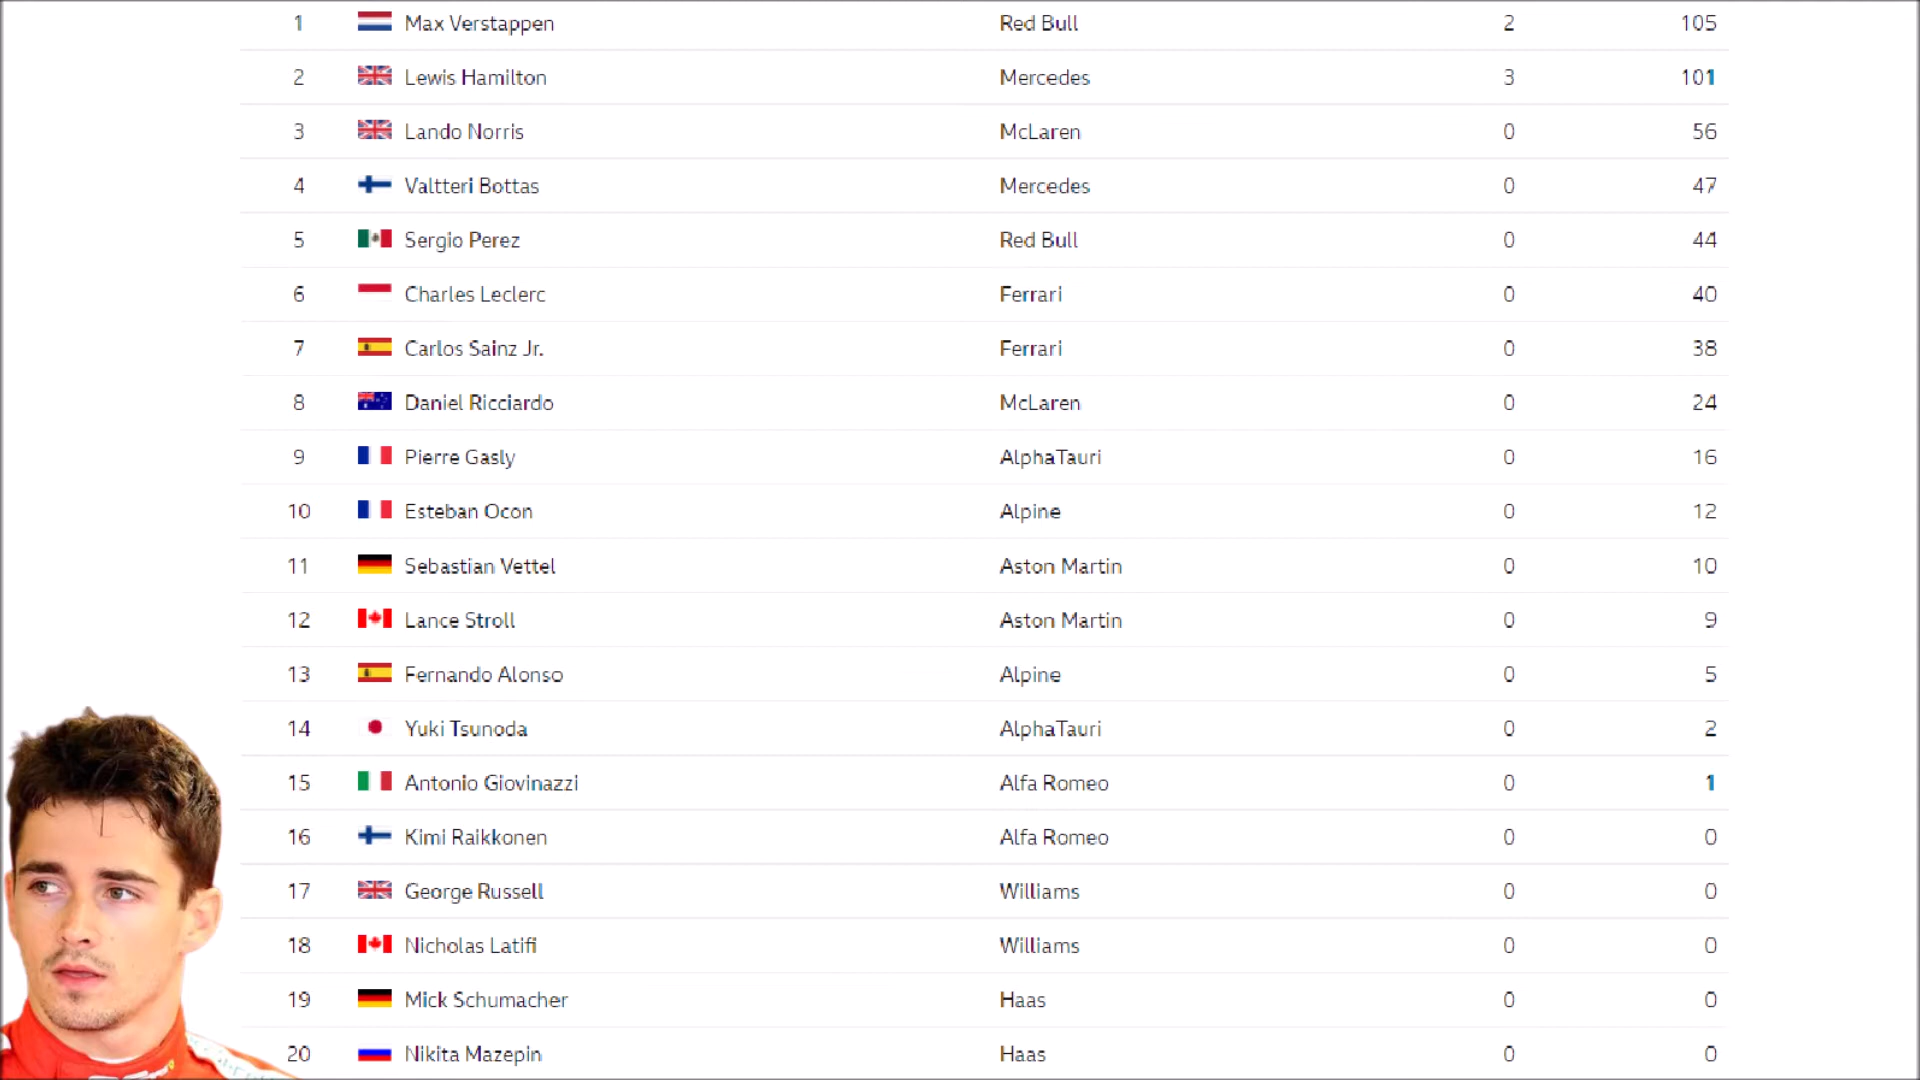 1 Max Verstappen Red Bull 2 105
2 Lewis Hamilton Mercedes 3 101
3 Lando Norris McLaren 0 56
4 Valtteri Bottas Mercedes 0 47
5 Sergio Perez Red Bull 0 44
6 Charles Leclerc Ferrari 0 40
7 Carlos Sainz Jr. Ferrari 0 38
8 Daniel Ricciardo McLaren 0 24
9 Pierre Gasly AlphaTauri 0 16
10 Esteban Ocon Alpine 0 12
11 Sebastian Vettel Aston Martin 0 10
12 Lance Stroll Aston Martin 0 9
13 Fernando Alonso Alpine 0 5
14 Yuki Tsunoda AlphaTauri 0 2
15 Antonio Giovinazzi Alfa Romeo 0 1
16 Kimi Raikkonen Alfa Romeo 0 0
17 George Russell Williams 0 0
18 Nicholas Latifi Williams 0 0
19 Mick Schumacher Haas 0 0
20 Nikita Mazepin Haas 0 0